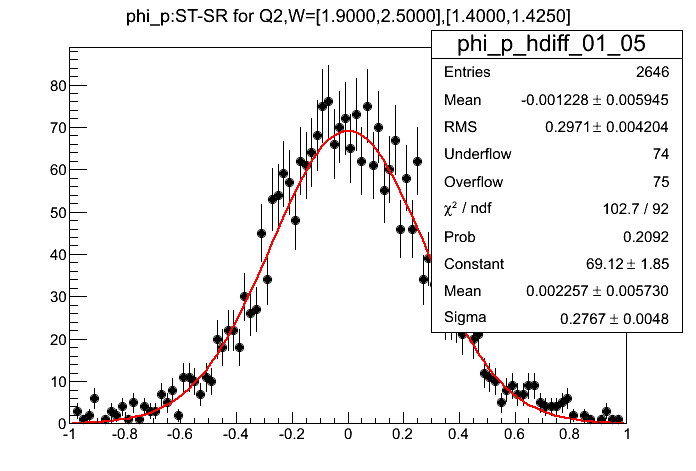 phi_p:ST-SR for Q2,W=[1.9000,2.5000],[1.4000,1.4250]
phi_p_hdiff_01_05
Entries 2646
Mean -0.001228 ± 0.005945
RMS 0.2971 ± 0.004204
Underflow 74
Overflow 75
χ² / ndf 102.7 / 92
Prob 0.2092
Constant 69.12 ± 1.85
Mean 0.002257 ± 0.005730
Sigma 0.2767 ± 0.0048
80
70
60
50
40
30
20
10
0
-1 -0.8 -0.6 -0.4 -0.2 0 0.2 0.4 0.6 0.8 1